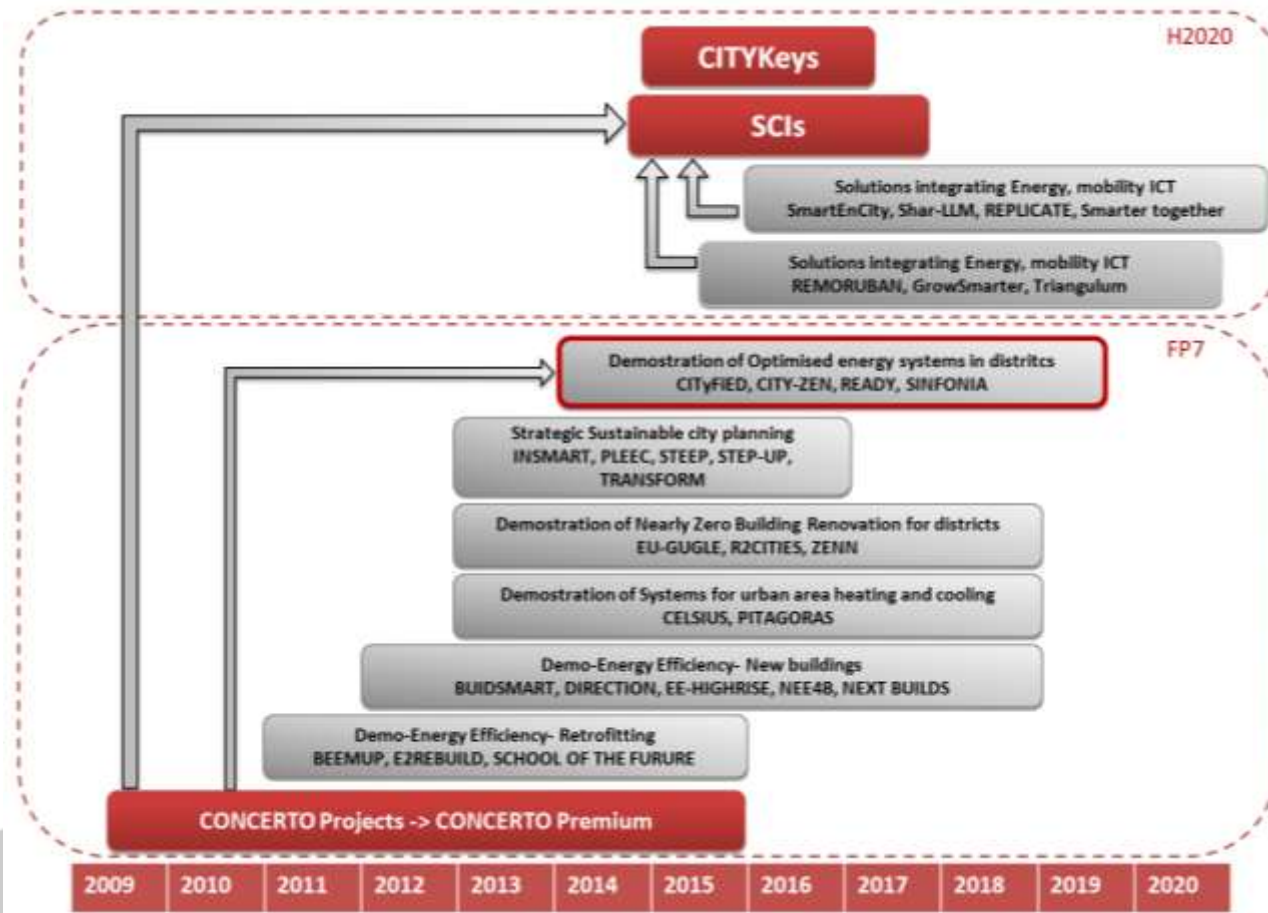 H2020
CITYKeys
SCIs
Solutions integrating Energy, mobility ICT
SmartEnCity, Shar-LLM, REPLICATE, Smarter together
Solutions integrating Energy, mobility ICT
REMORUBAN, GrowSmarter, Triangulum
FP7
Demostration of Optimised energy systems in distritcs
CITyFiED, CITY-ZEN, READY, SINFONIA
Strategic Sustainable city planning
INSMART, PLEEC, STEEP, STEP-UP,
TRANSFORM
Demostration of Nearly Zero Building Renovation for districts
EU-GUGLE, R2CITIES, ZENN
Demostration of Systems for urban area heating and cooling
CELSIUS, PITAGORAS
Demo-Energy Efficiency- New buildings
BUIDSMART, DIRECTION, EE-HIGHRISE, NEE4B, NEXT BUILDS
Demo-Energy Efficiency- Retrofitting
BEEMUP, E2REBUILD, SCHOOL OF THE FURURE
CONCERTO Projects -> CONCERTO Premium
2009 2010 2011 2012 2013 2014 2015 2016 2017 2018 2019 2020